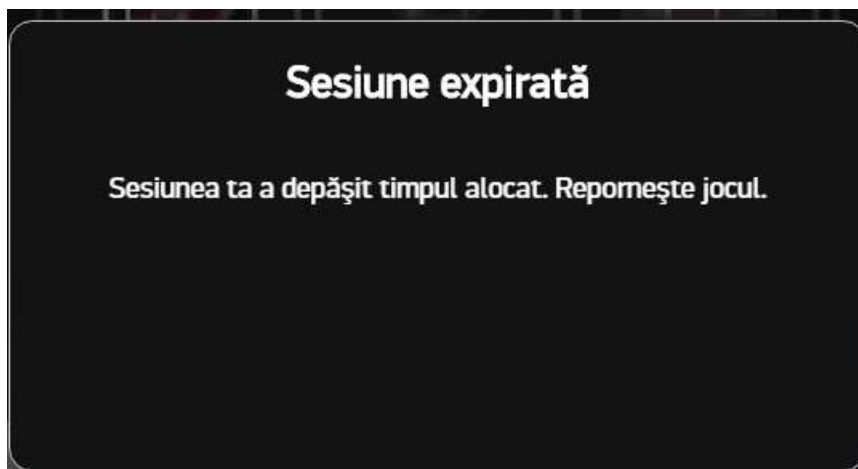 Sesiune expirată
Sesiunea ta a depăşit timpul alocat. Reporneşte jocul.